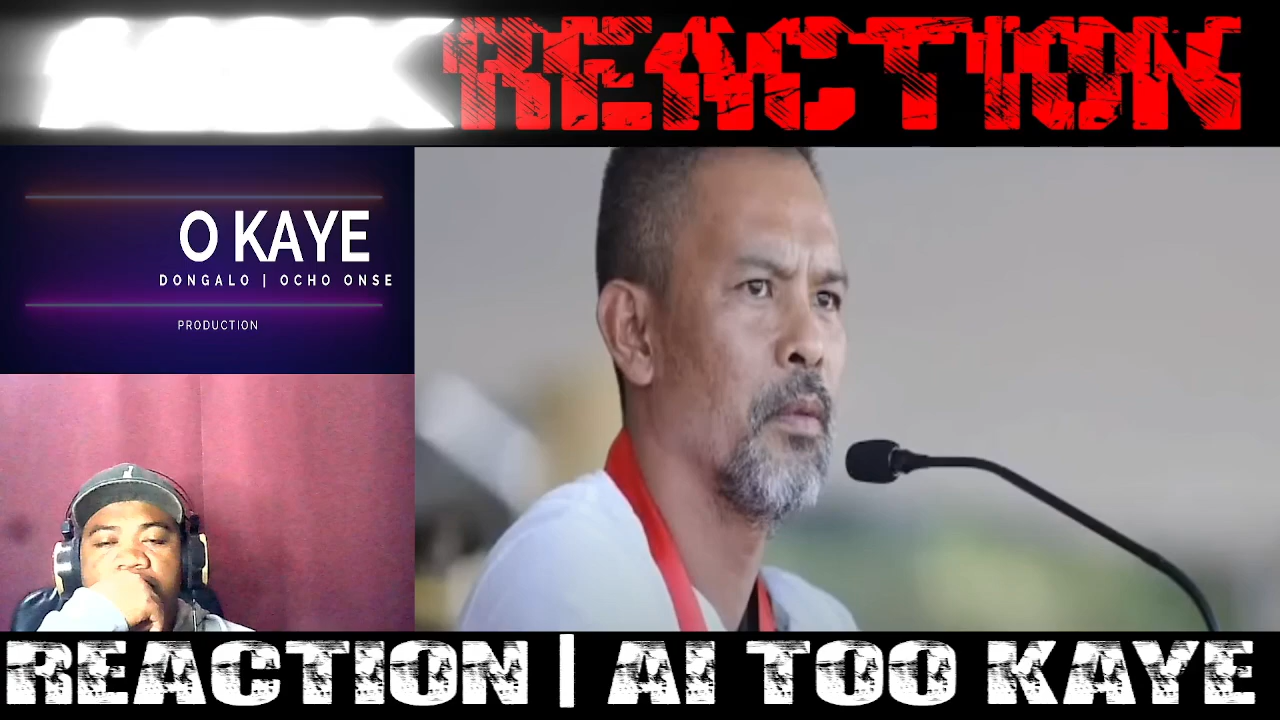 REACTION
O KAYE
DONGALO | OCHO ONSE
PRODUCTION
REACTION | AI TOO KAYE